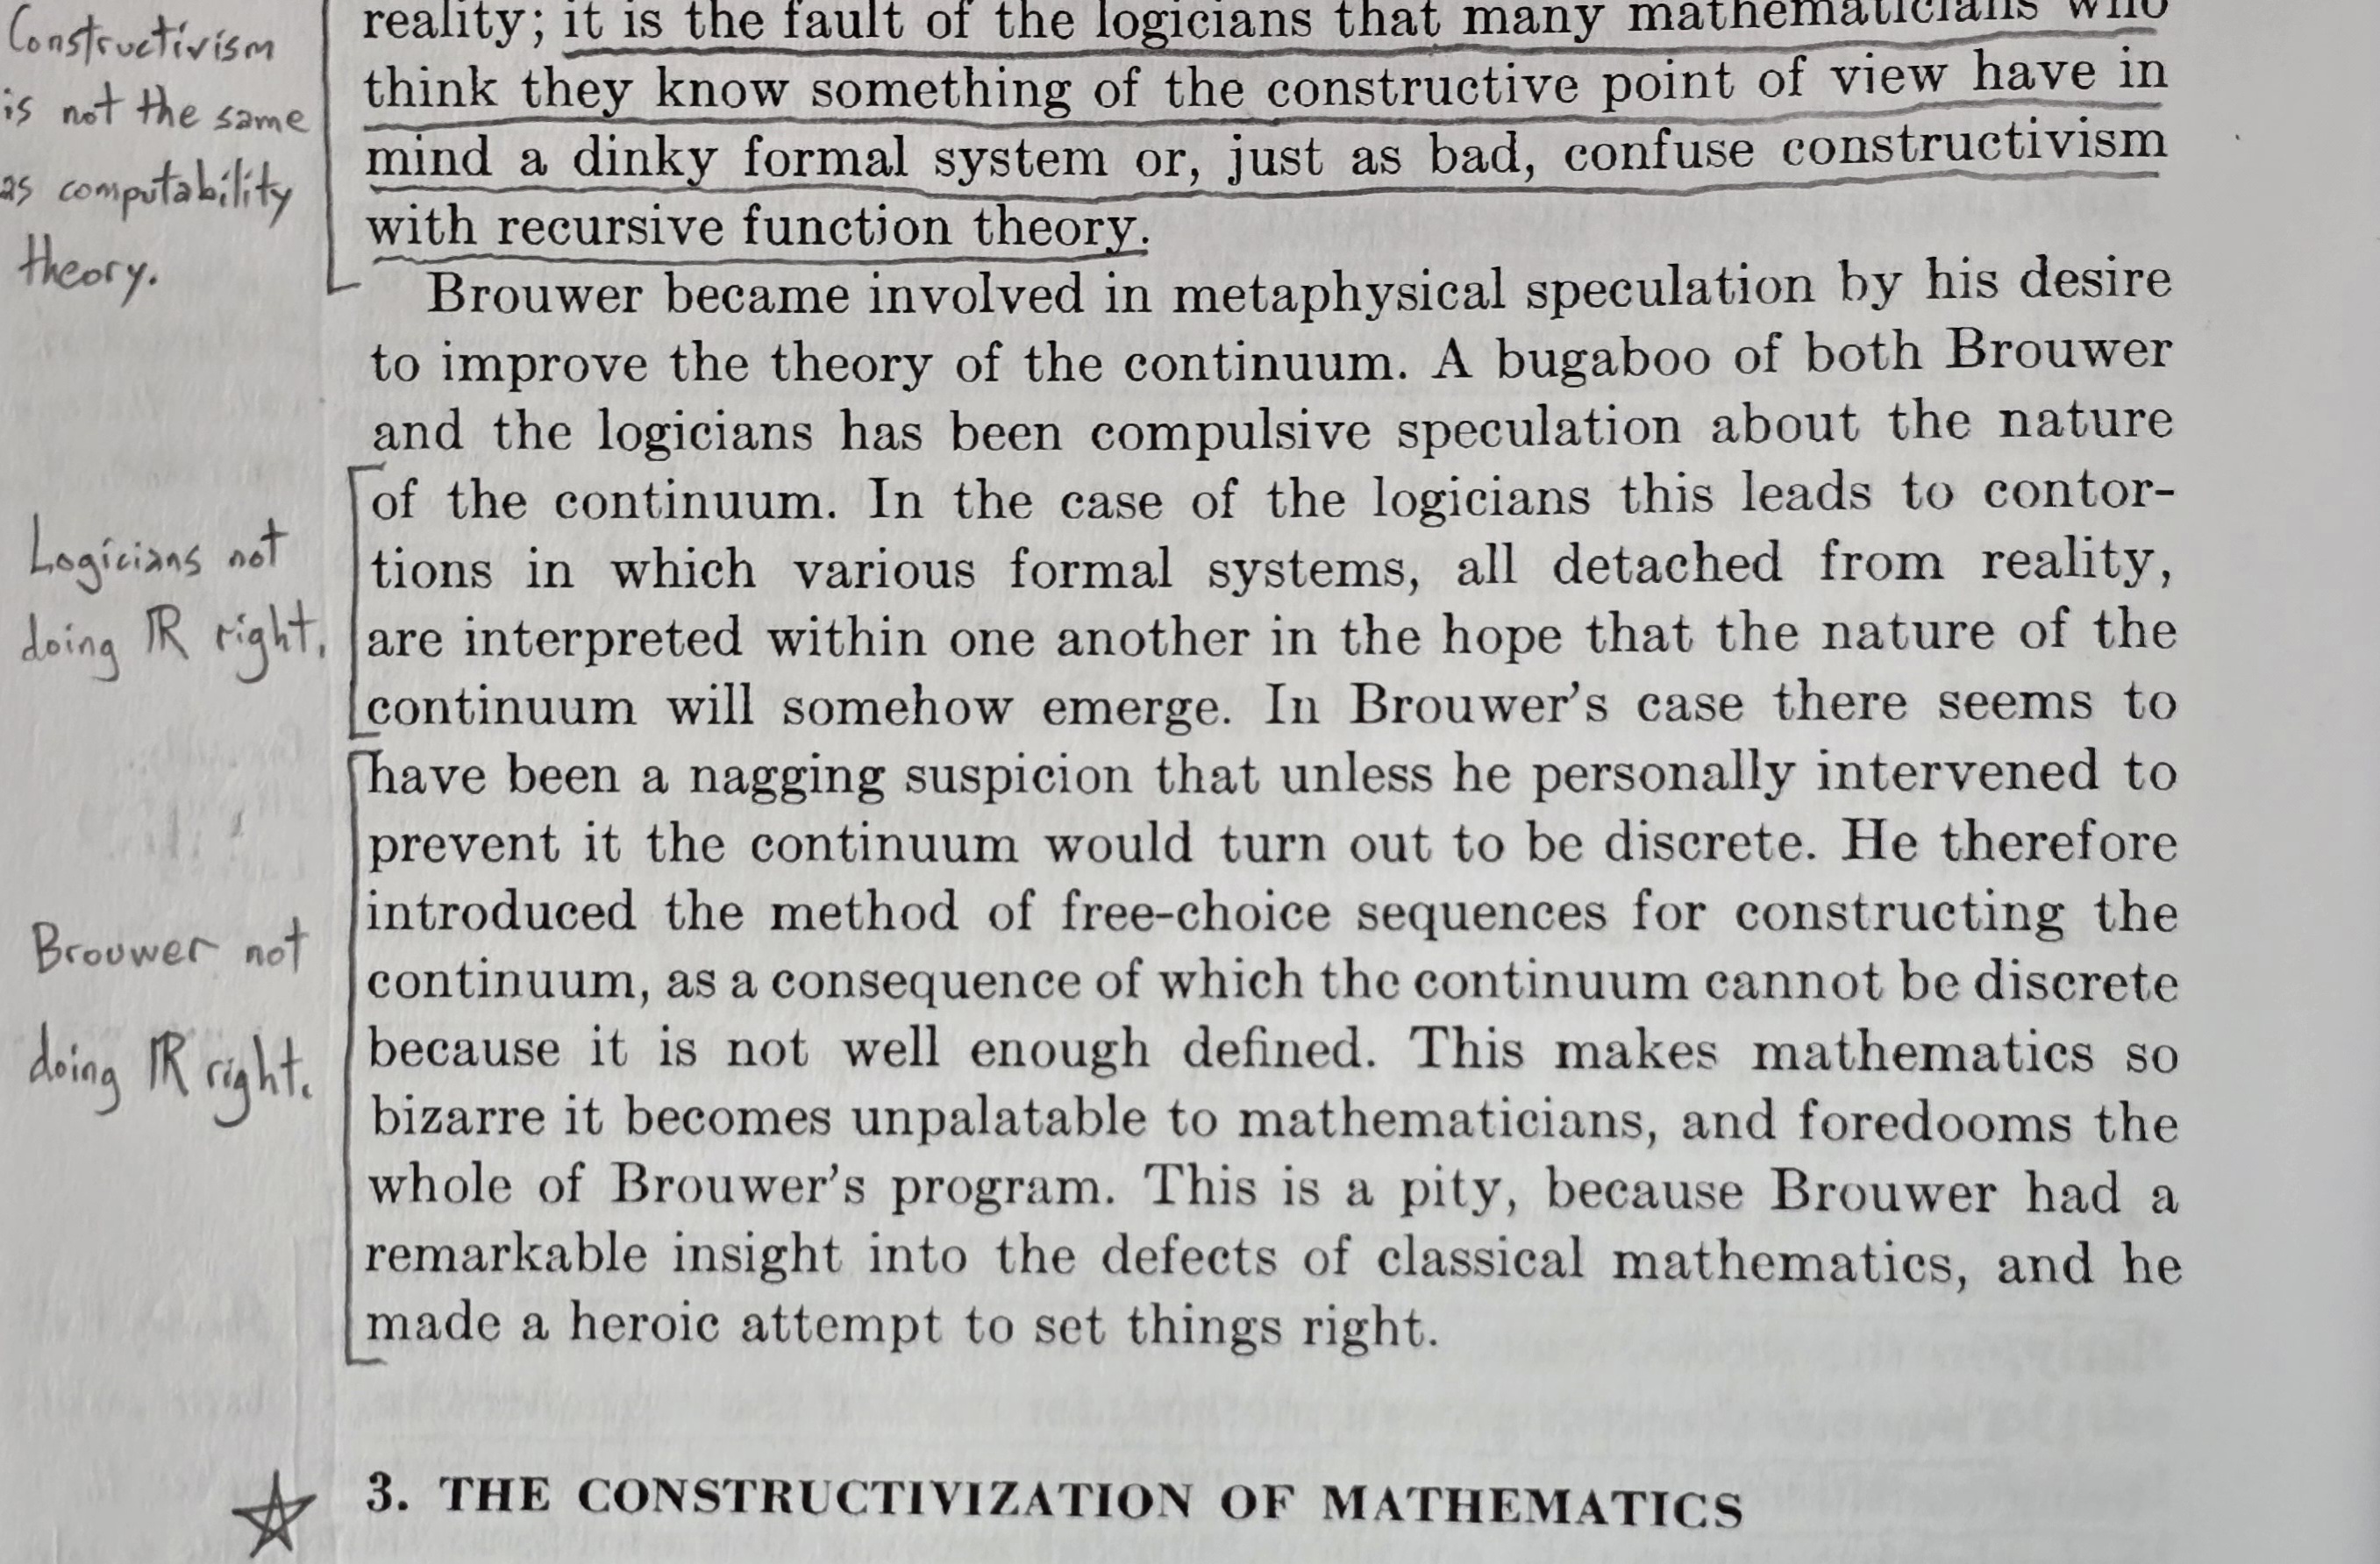 Constructivism
is not the same
as computability
theory.
reality; it is the fault of the logicians that many mathematicians who
think they know something of the constructive point of view have in
mind a dinky formal system or, just as bad, confuse constructivism
with recursive function theory.
Brouwer became involved in metaphysical speculation by his desire
to improve the theory of the continuum. A bugaboo of both Brouwer
and the logicians has been compulsive speculation about the nature
Logicians not
doing ℝ right.
of the continuum. In the case of the logicians this leads to contor-
tions in which various formal systems, all detached from reality,
are interpreted within one another in the hope that the nature of the
continuum will somehow emerge. In Brouwer's case there seems to
Brouwer not
doing ℝ right.
have been a nagging suspicion that unless he personally intervened to
prevent it the continuum would turn out to be discrete. He therefore
introduced the method of free-choice sequences for constructing the
continuum, as a consequence of which the continuum cannot be discrete
because it is not well enough defined. This makes mathematics so
bizarre it becomes unpalatable to mathematicians, and foredooms the
whole of Brouwer's program. This is a pity, because Brouwer had a
remarkable insight into the defects of classical mathematics, and he
made a heroic attempt to set things right.
3. THE CONSTRUCTIVIZATION OF MATHEMATICS